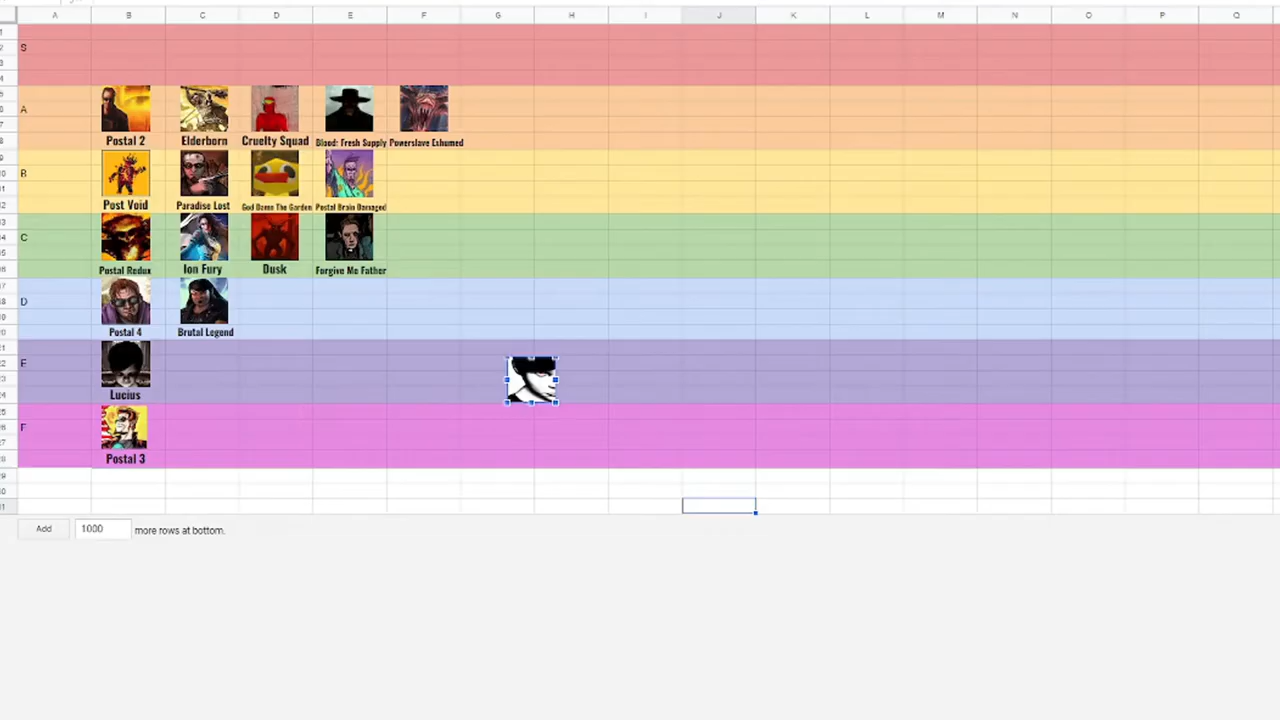 A B C D E F G H I J K L M N O P Q
S
A
Postal 2 Elderborn Cruelty Squad Blood: Fresh Supply Powerslave Exhumed
B
Post Void Paradise Lost God Damn The Garden Postal Brain Damaged
C
Postal Redux Ion Fury Dusk Forgive Me Father
D
Postal 4 Brutal Legend
E
Lucius
F
Postal 3
Add 1000 more rows at bottom.